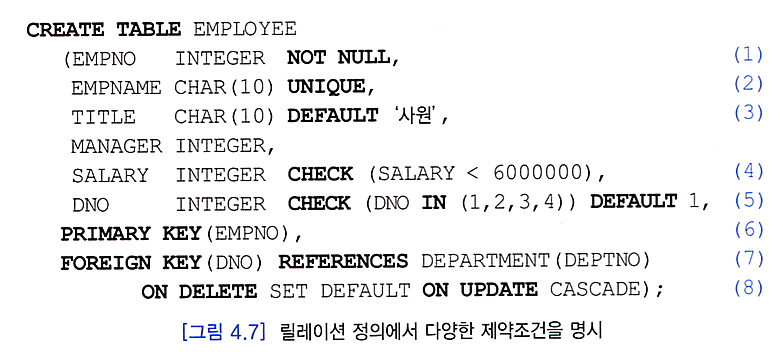 CREATE TABLE EMPLOYEE
(EMPNO INTEGER NOT NULL, (1)
EMPNAME CHAR(10) UNIQUE, (2)
TITLE CHAR(10) DEFAULT ‘사원’, (3)
MANAGER INTEGER,
SALARY INTEGER CHECK (SALARY < 6000000), (4)
DNO INTEGER CHECK (DNO IN (1,2,3,4)) DEFAULT 1, (5)
PRIMARY KEY(EMPNO), (6)
FOREIGN KEY(DNO) REFERENCES DEPARTMENT(DEPTNO) (7)
ON DELETE SET DEFAULT ON UPDATE CASCADE); (8)
[그림 4.7] 릴레이션 정의에서 다양한 제약조건을 명시